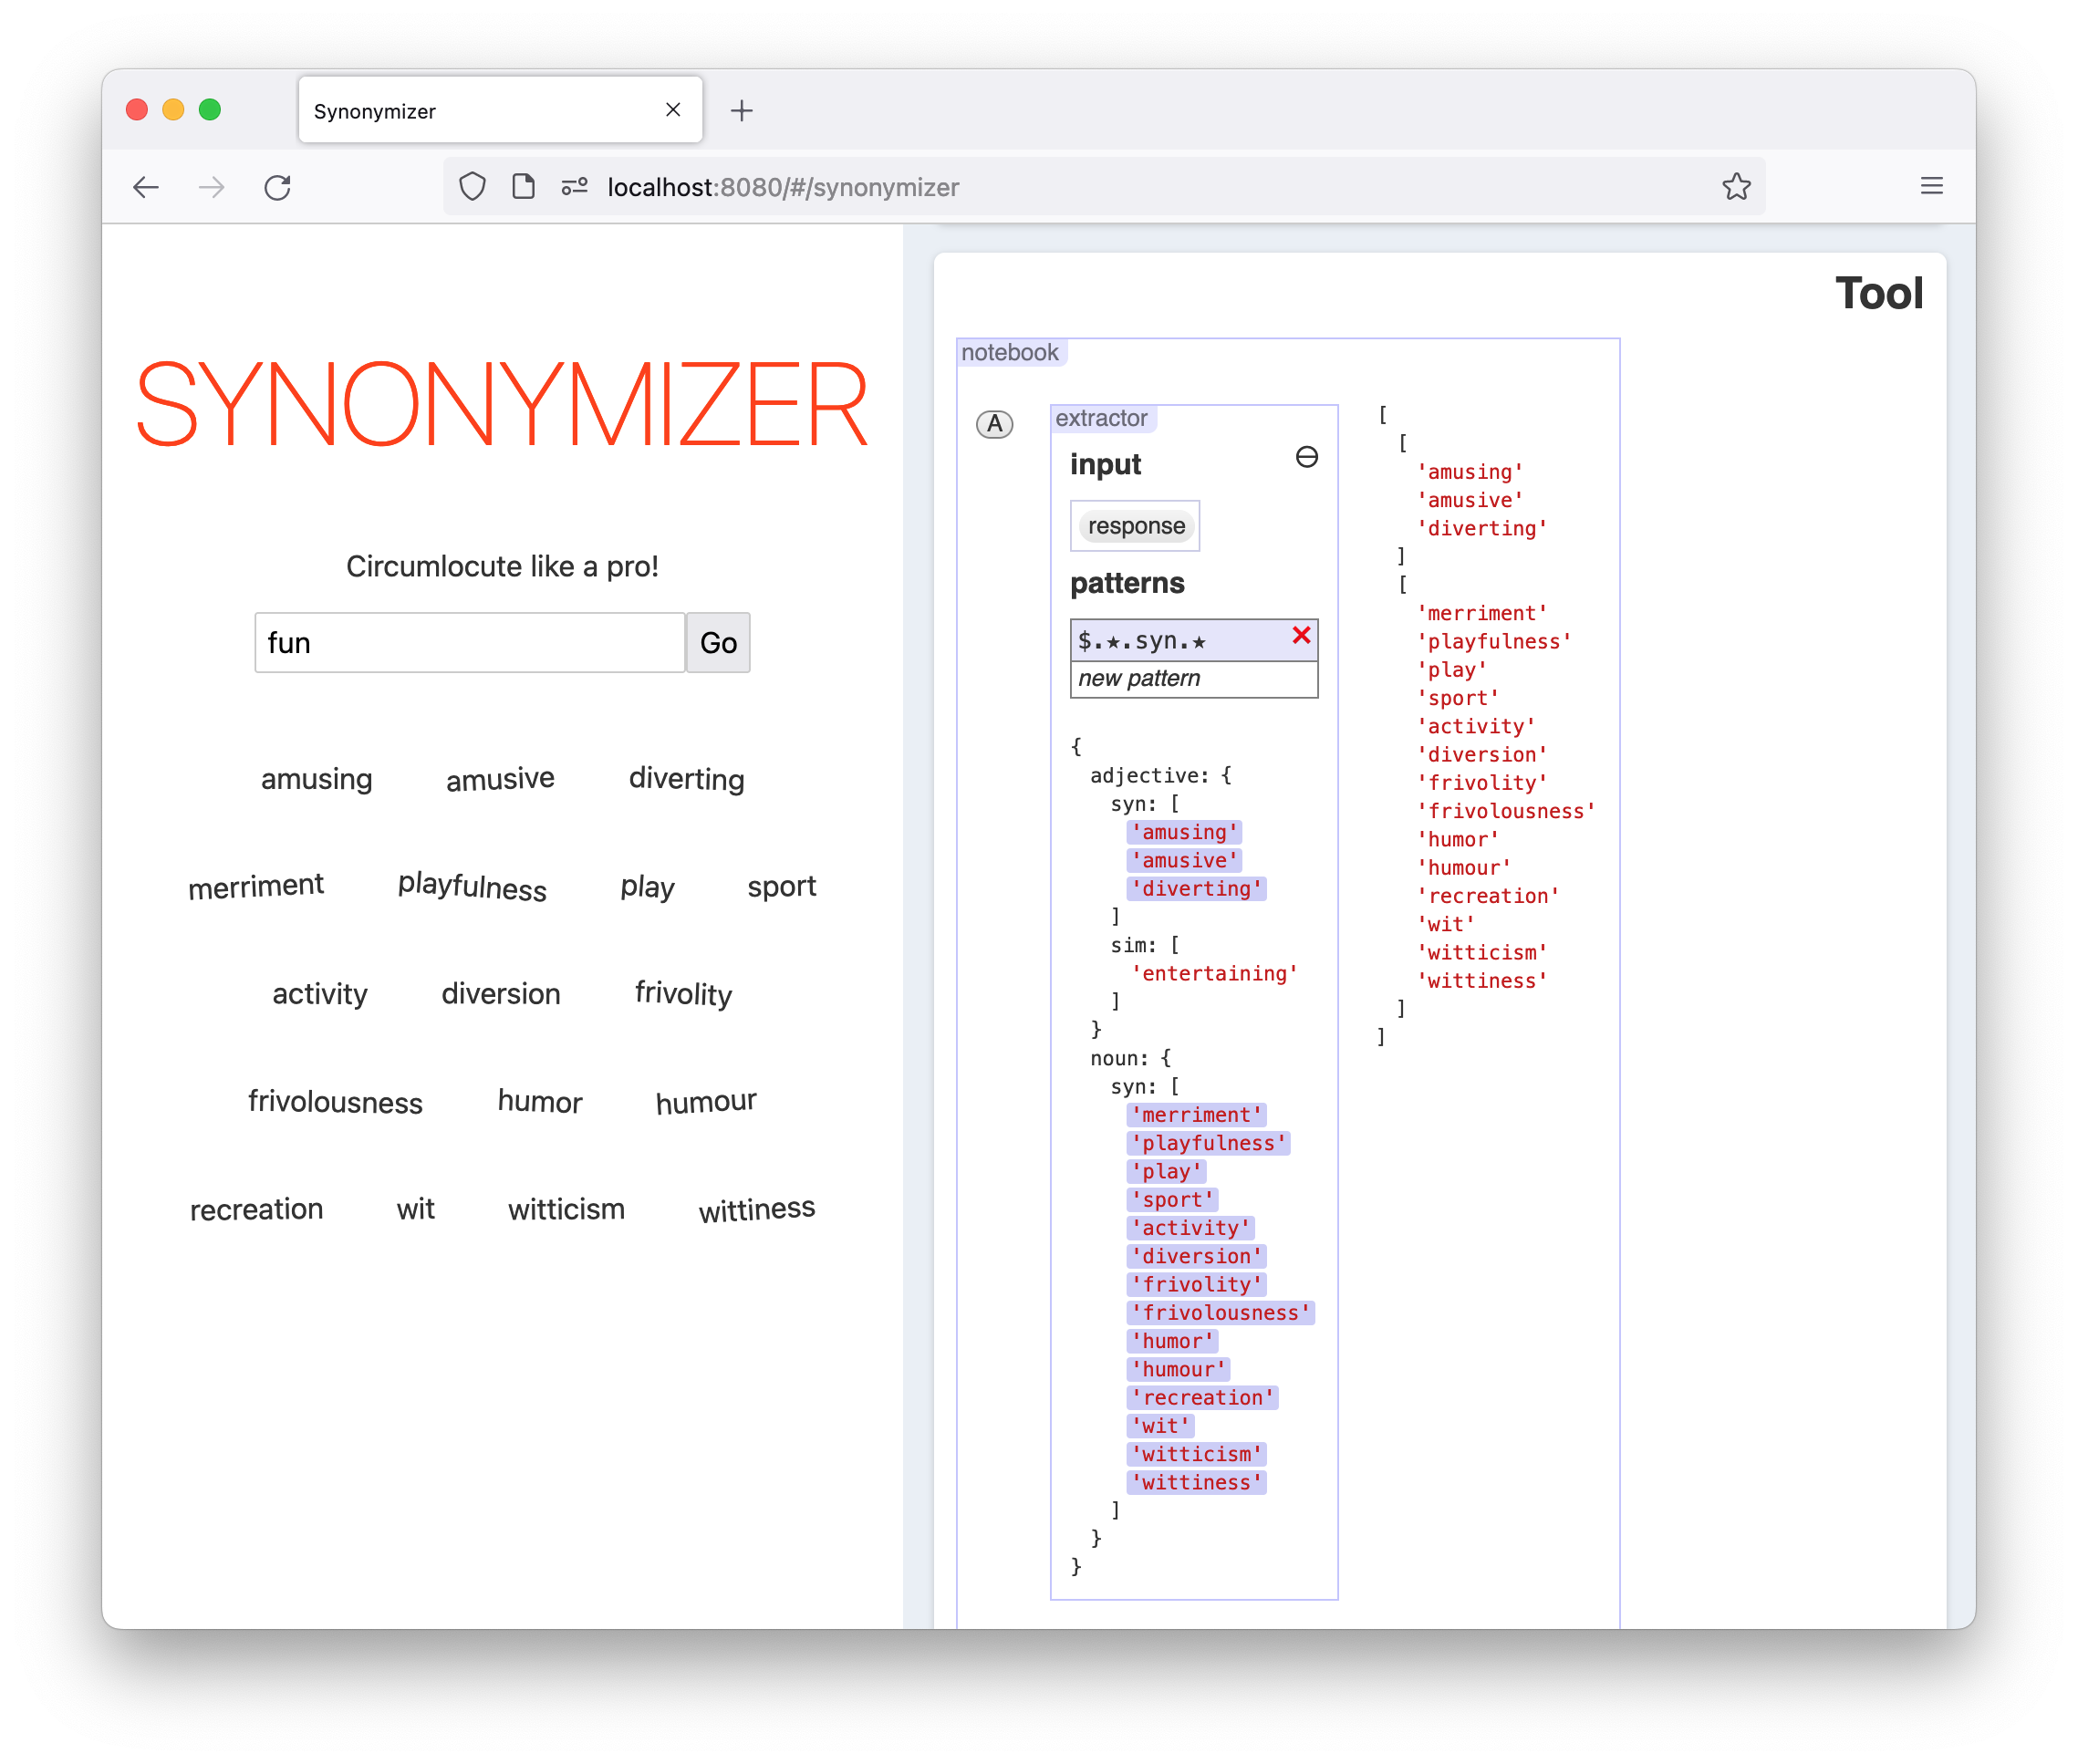 Synonymizer
localhost:8080/#/synonymizer
SYNONYMIZER
Circumlocute like a pro!
fun Go
amusing amusive diverting
merriment playfulness play sport
activity diversion frivolity
frivolousness humor humour
recreation wit witticism wittiness
Tool
notebook
A
extractor
input
response
patterns
$.★.syn.★
new pattern
{
adjective: {
syn: [
'amusing'
'amusive'
'diverting'
]
sim: [
'entertaining'
]
}
noun: {
syn: [
'merriment'
'playfulness'
'play'
'sport'
'activity'
'diversion'
'frivolity'
'frivolousness'
'humor'
'humour'
'recreation'
'wit'
'witticism'
'wittiness'
]
}
}
[
[
'amusing'
'amusive'
'diverting'
]
[
'merriment'
'playfulness'
'play'
'sport'
'activity'
'diversion'
'frivolity'
'frivolousness'
'humor'
'humour'
'recreation'
'wit'
'witticism'
'wittiness'
]
]